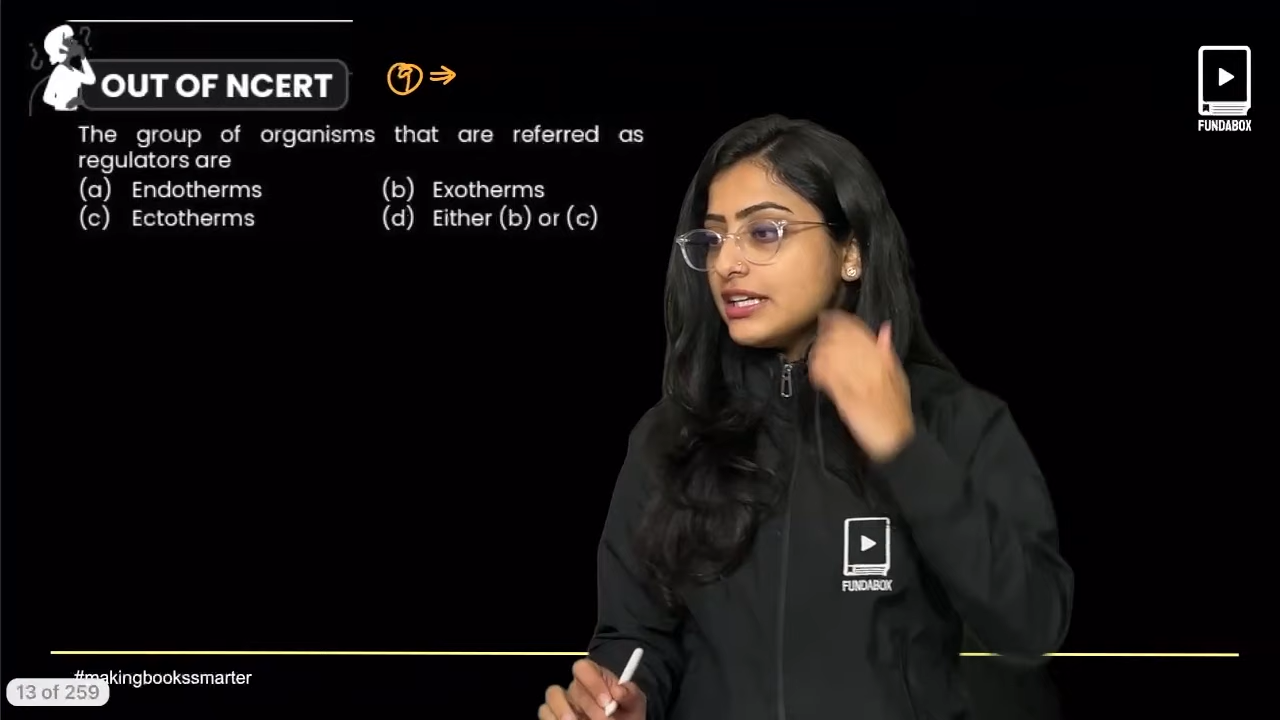 OUT OF NCERT
9 ⇒
FUNDABOX
The group of organisms that are referred as
regulators are
(a) Endotherms (b) Exotherms
(c) Ectotherms (d) Either (b) or (c)
FUNDABOX
#makingbookssmarter
13 of 259